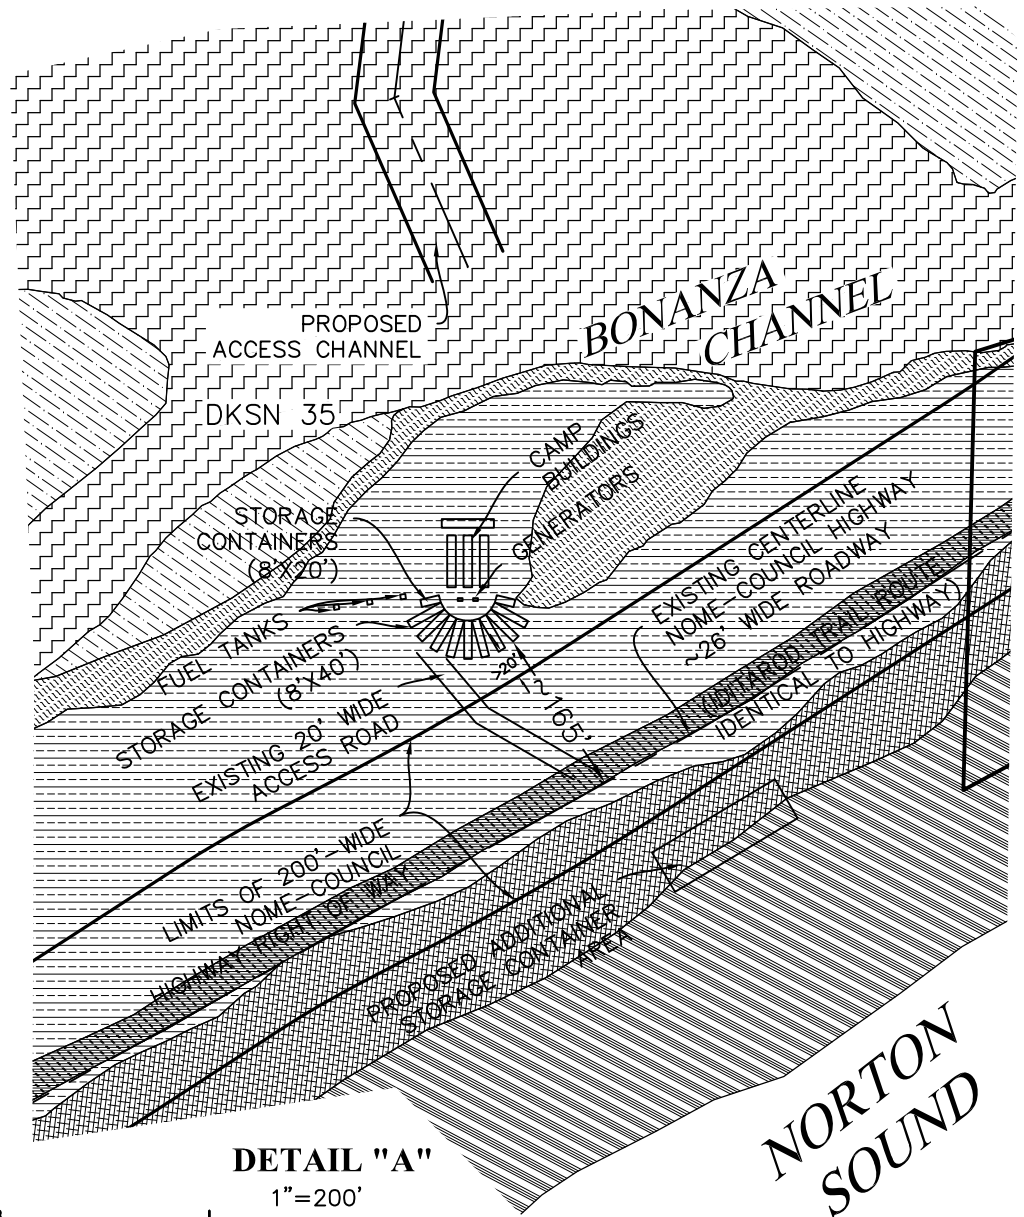 PROPOSED
ACCESS CHANNEL
BONANZA
CHANNEL
DKSN 35
CAMP
BUILDINGS
GENERATORS
STORAGE
CONTAINERS
(8'X20')
FUEL TANKS
STORAGE CONTAINERS
(8'X40')
EXISTING 20' WIDE
ACCESS ROAD
>20'
~165'
EXISTING CENTERLINE
NOME-COUNCIL HIGHWAY
~26' WIDE ROADWAY
(IDITAROD TRAIL ROUTE
IDENTICAL TO HIGHWAY)
LIMITS OF 200'-WIDE
NOME-COUNCIL
HIGHWAY RIGHT OF WAY
PROPOSED ADDITIONAL
STORAGE CONTAINER
AREA
NORTON
SOUND
DETAIL "A"
1"=200'